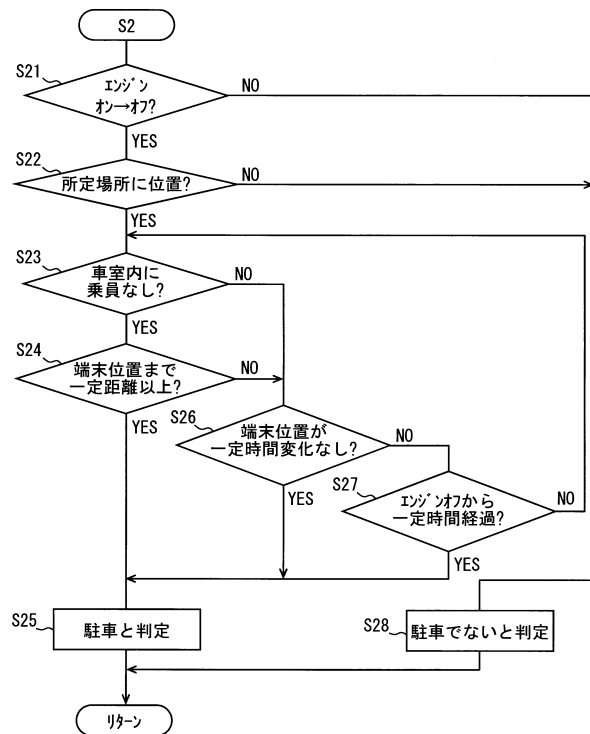 S2
S21
エンジン
オン→オフ?
NO
YES
S22
所定場所に位置?
NO
YES
S23
車室内に
乗員なし?
NO
YES
S24
端末位置まで
一定距離以上?
NO
YES
S26
端末位置が
一定時間変化なし?
NO
YES
S27
エンジンオフから
一定時間経過?
NO
YES
S25
駐車と判定
S28
駐車でないと判定
リターン